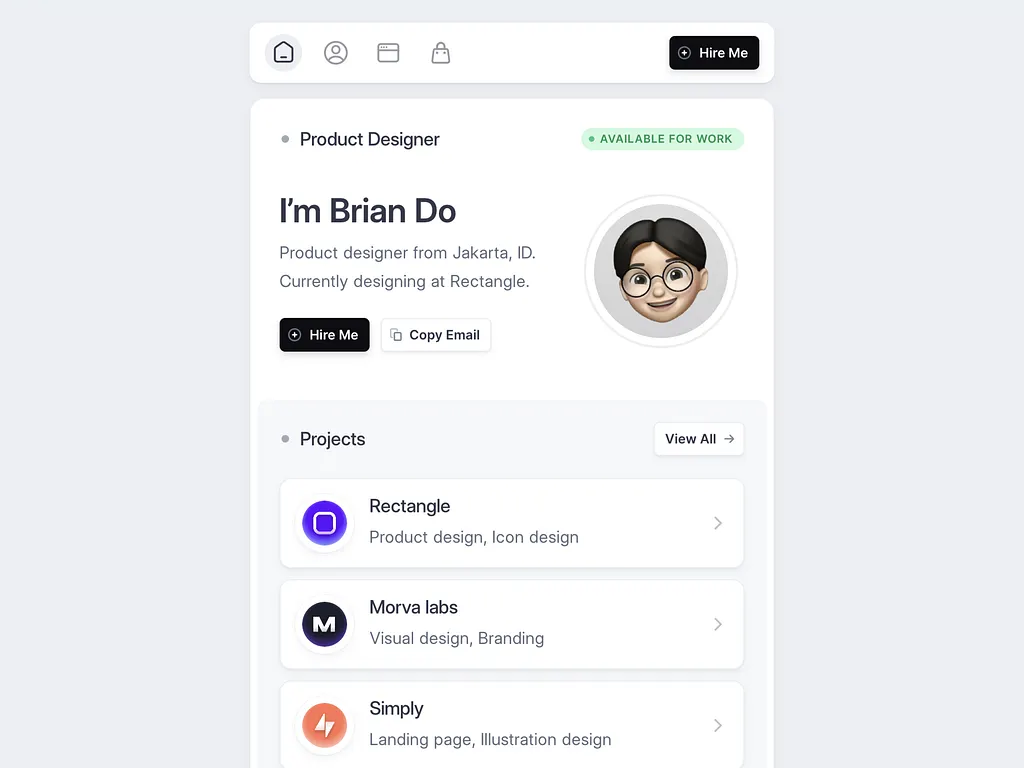 Hire Me
Product Designer
AVAILABLE FOR WORK
I’m Brian Do
Product designer from Jakarta, ID.
Currently designing at Rectangle.
Hire Me
Copy Email
Projects
View All →
Rectangle
Product design, Icon design
M
Morva labs
Visual design, Branding
Simply
Landing page, Illustration design